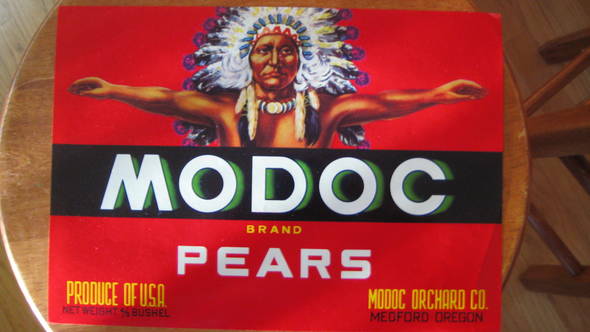 MODOC
BRAND
PEARS
PRODUCE OF U.S.A.
NET WEIGHT 4/5 BUSHEL
MODOC ORCHARD CO.
MEDFORD OREGON